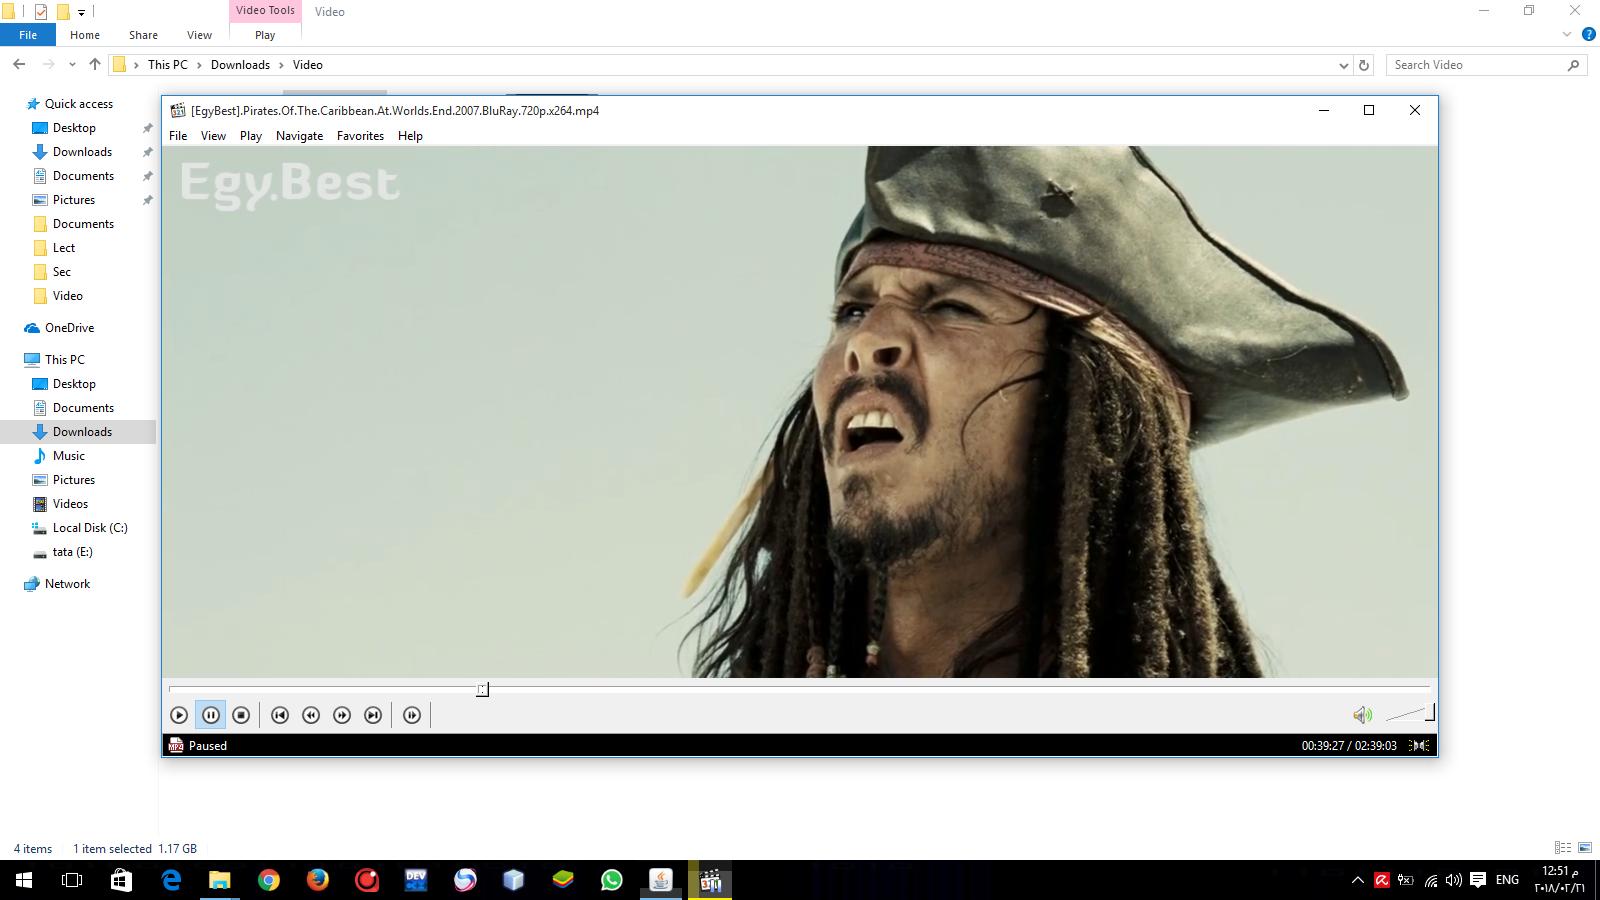 Video Tools
Video
File
Home
Share
View
Play
This PC
Downloads
Video
Search Video
Quick access
Desktop
Downloads
Documents
Pictures
Documents
Lect
Sec
Video
OneDrive
This PC
Desktop
Documents
Downloads
Music
Pictures
Videos
Local Disk (C:)
tata (E:)
Network
[EgyBest].Pirates.Of.The.Caribbean.At.Worlds.End.2007.BluRay.720p.x264.mp4
File View Play Navigate Favorites Help
Egy.Best
MP4 Paused
00:39:27 / 02:39:03
4 items 1 item selected 1.17 GB
DEV
321
ENG
12:51 م
٢٠١٨/٠٢/٢١